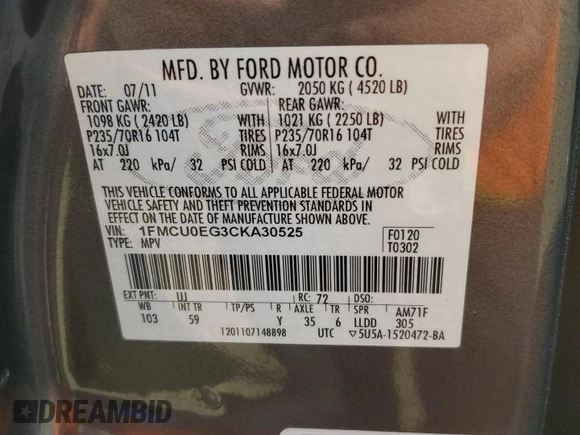 MFD. BY FORD MOTOR CO.
DATE: 07/11 GVWR: 2050 KG ( 4520 LB)
FRONT GAWR: REAR GAWR:
1098 KG ( 2420 LB) WITH 1021 KG ( 2250 LB) WITH
P235/70R16 104T TIRES P235/70R16 104T TIRES
16x7.0J RIMS 16x7.0J RIMS
AT 220 kPa/ 32 PSI COLD AT 220 kPa/ 32 PSI COLD
THIS VEHICLE CONFORMS TO ALL APPLICABLE FEDERAL MOTOR
VEHICLE SAFETY AND THEFT PREVENTION STANDARDS IN
EFFECT ON THE DATE OF MANUFACTURE SHOWN ABOVE.
VIN: 1FMCU0EG3CKA30525 F0120
TYPE: MPV T0302
EXT PNT: UJ RC: 72 DSO:
WB INT TR TP/PS R AXLE TR SPR AM71F
103 59 Y 35 6 LLDD 305
1201107148898 UTC ▽5U5A-1520472-BA
Ford
DREAMBID